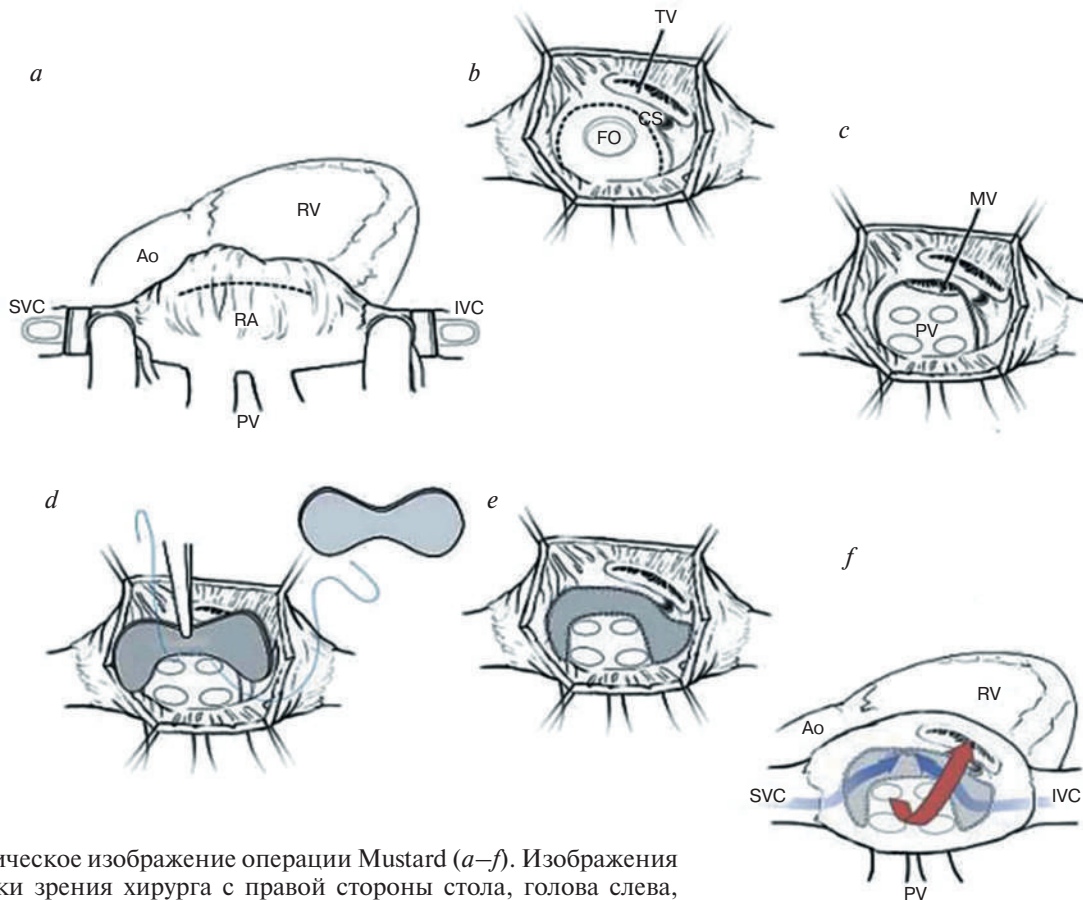 a
Ao
RV
SVC
RA
IVC
PV
b
TV
CS
FO
c
MV
PV
d
e
f
Ao
RV
SVC
IVC
PV
ическое изображение операции Mustard (a–f). Изображения
ки зрения хирурга с правой стороны стола, голова слева,